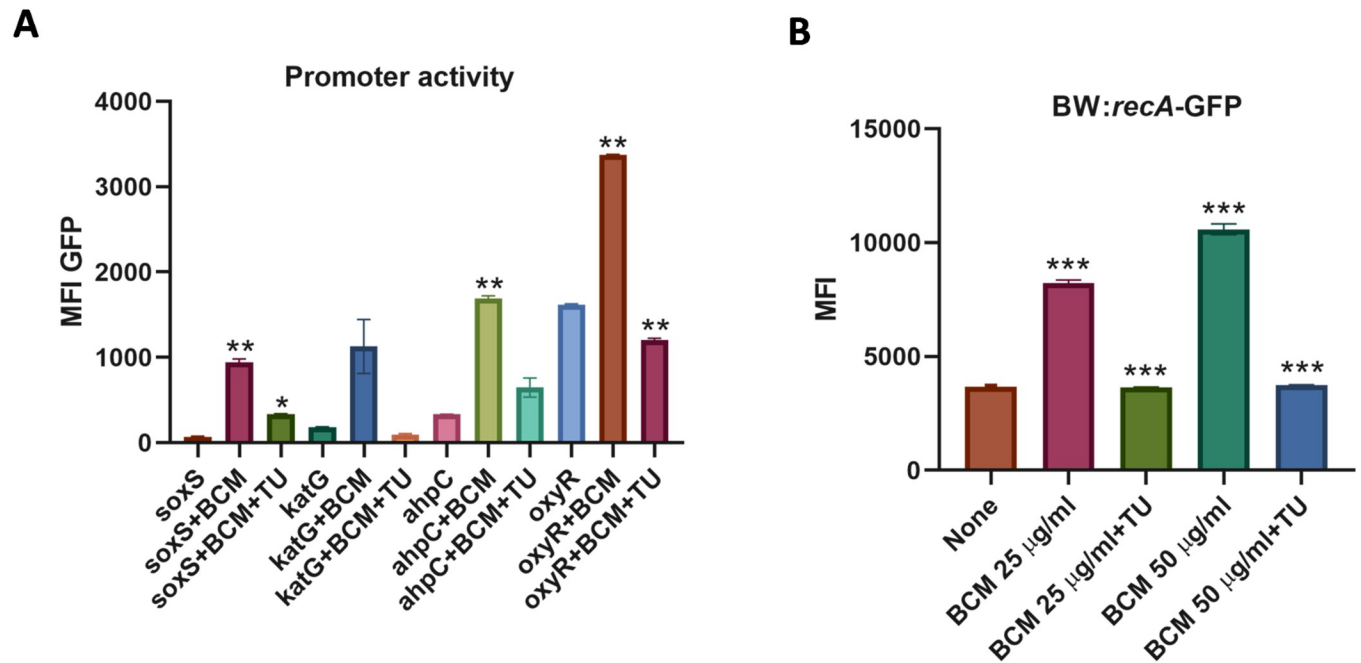 A
Promoter activity
MFI GFP
4000
3000
2000
1000
0
**
*
**
**
**
soxS
soxS+BCM
soxS+BCM+TU
katG
katG+BCM
katG+BCM+TU
ahpC
ahpC+BCM
ahpC+BCM+TU
oxyR
oxyR+BCM
oxyR+BCM+TU
B
BW:recA-GFP
MFI
15000
10000
5000
0
***
***
***
***
None
BCM 25 µg/ml
BCM 25 µg/ml+TU
BCM 50 µg/ml
BCM 50 µg/ml+TU